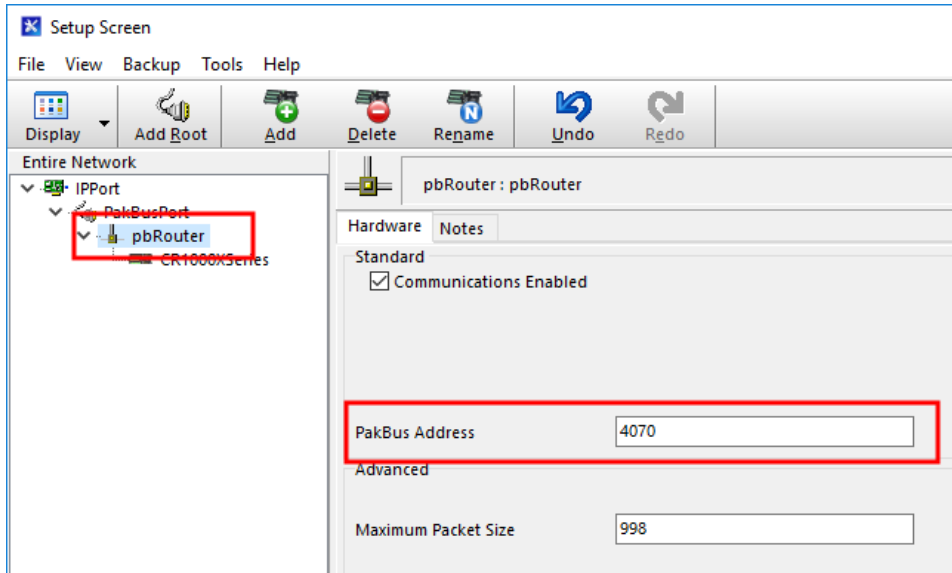 Setup Screen
File View Backup Tools Help
Display Add Root Add Delete Rename Undo Redo
Entire Network
IPPort
PakBusPort
pbRouter
CR1000XSeries
pbRouter : pbRouter
Hardware Notes
Standard
Communications Enabled
PakBus Address 4070
Advanced
Maximum Packet Size 998